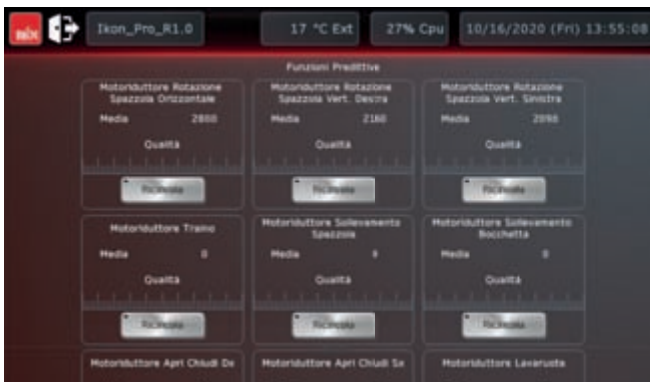 mix
Ikon_Pro_R1.0
17 °C Ext
27% Cpu
10/16/2020 (Fri) 13:55:08
Funzioni Predittive
Motoriduttore Rotazione
Spazzola Orizzontale
Media 2800
Qualità
Ricalcola
Motoriduttore Rotazione
Spazzola Vert. Destra
Media 2160
Qualità
Ricalcola
Motoriduttore Rotazione
Spazzola Vert. Sinistra
Media 2090
Qualità
Ricalcola
Motoriduttore Traino
Media 0
Qualità
Ricalcola
Motoriduttore Sollevamento
Spazzola
Media 0
Qualità
Ricalcola
Motoriduttore Sollevamento
Bocchetta
Media 0
Qualità
Ricalcola
Motoriduttore Apri Chiudi Dx
Motoriduttore Apri Chiudi Sx
Motoriduttore Lavaruote